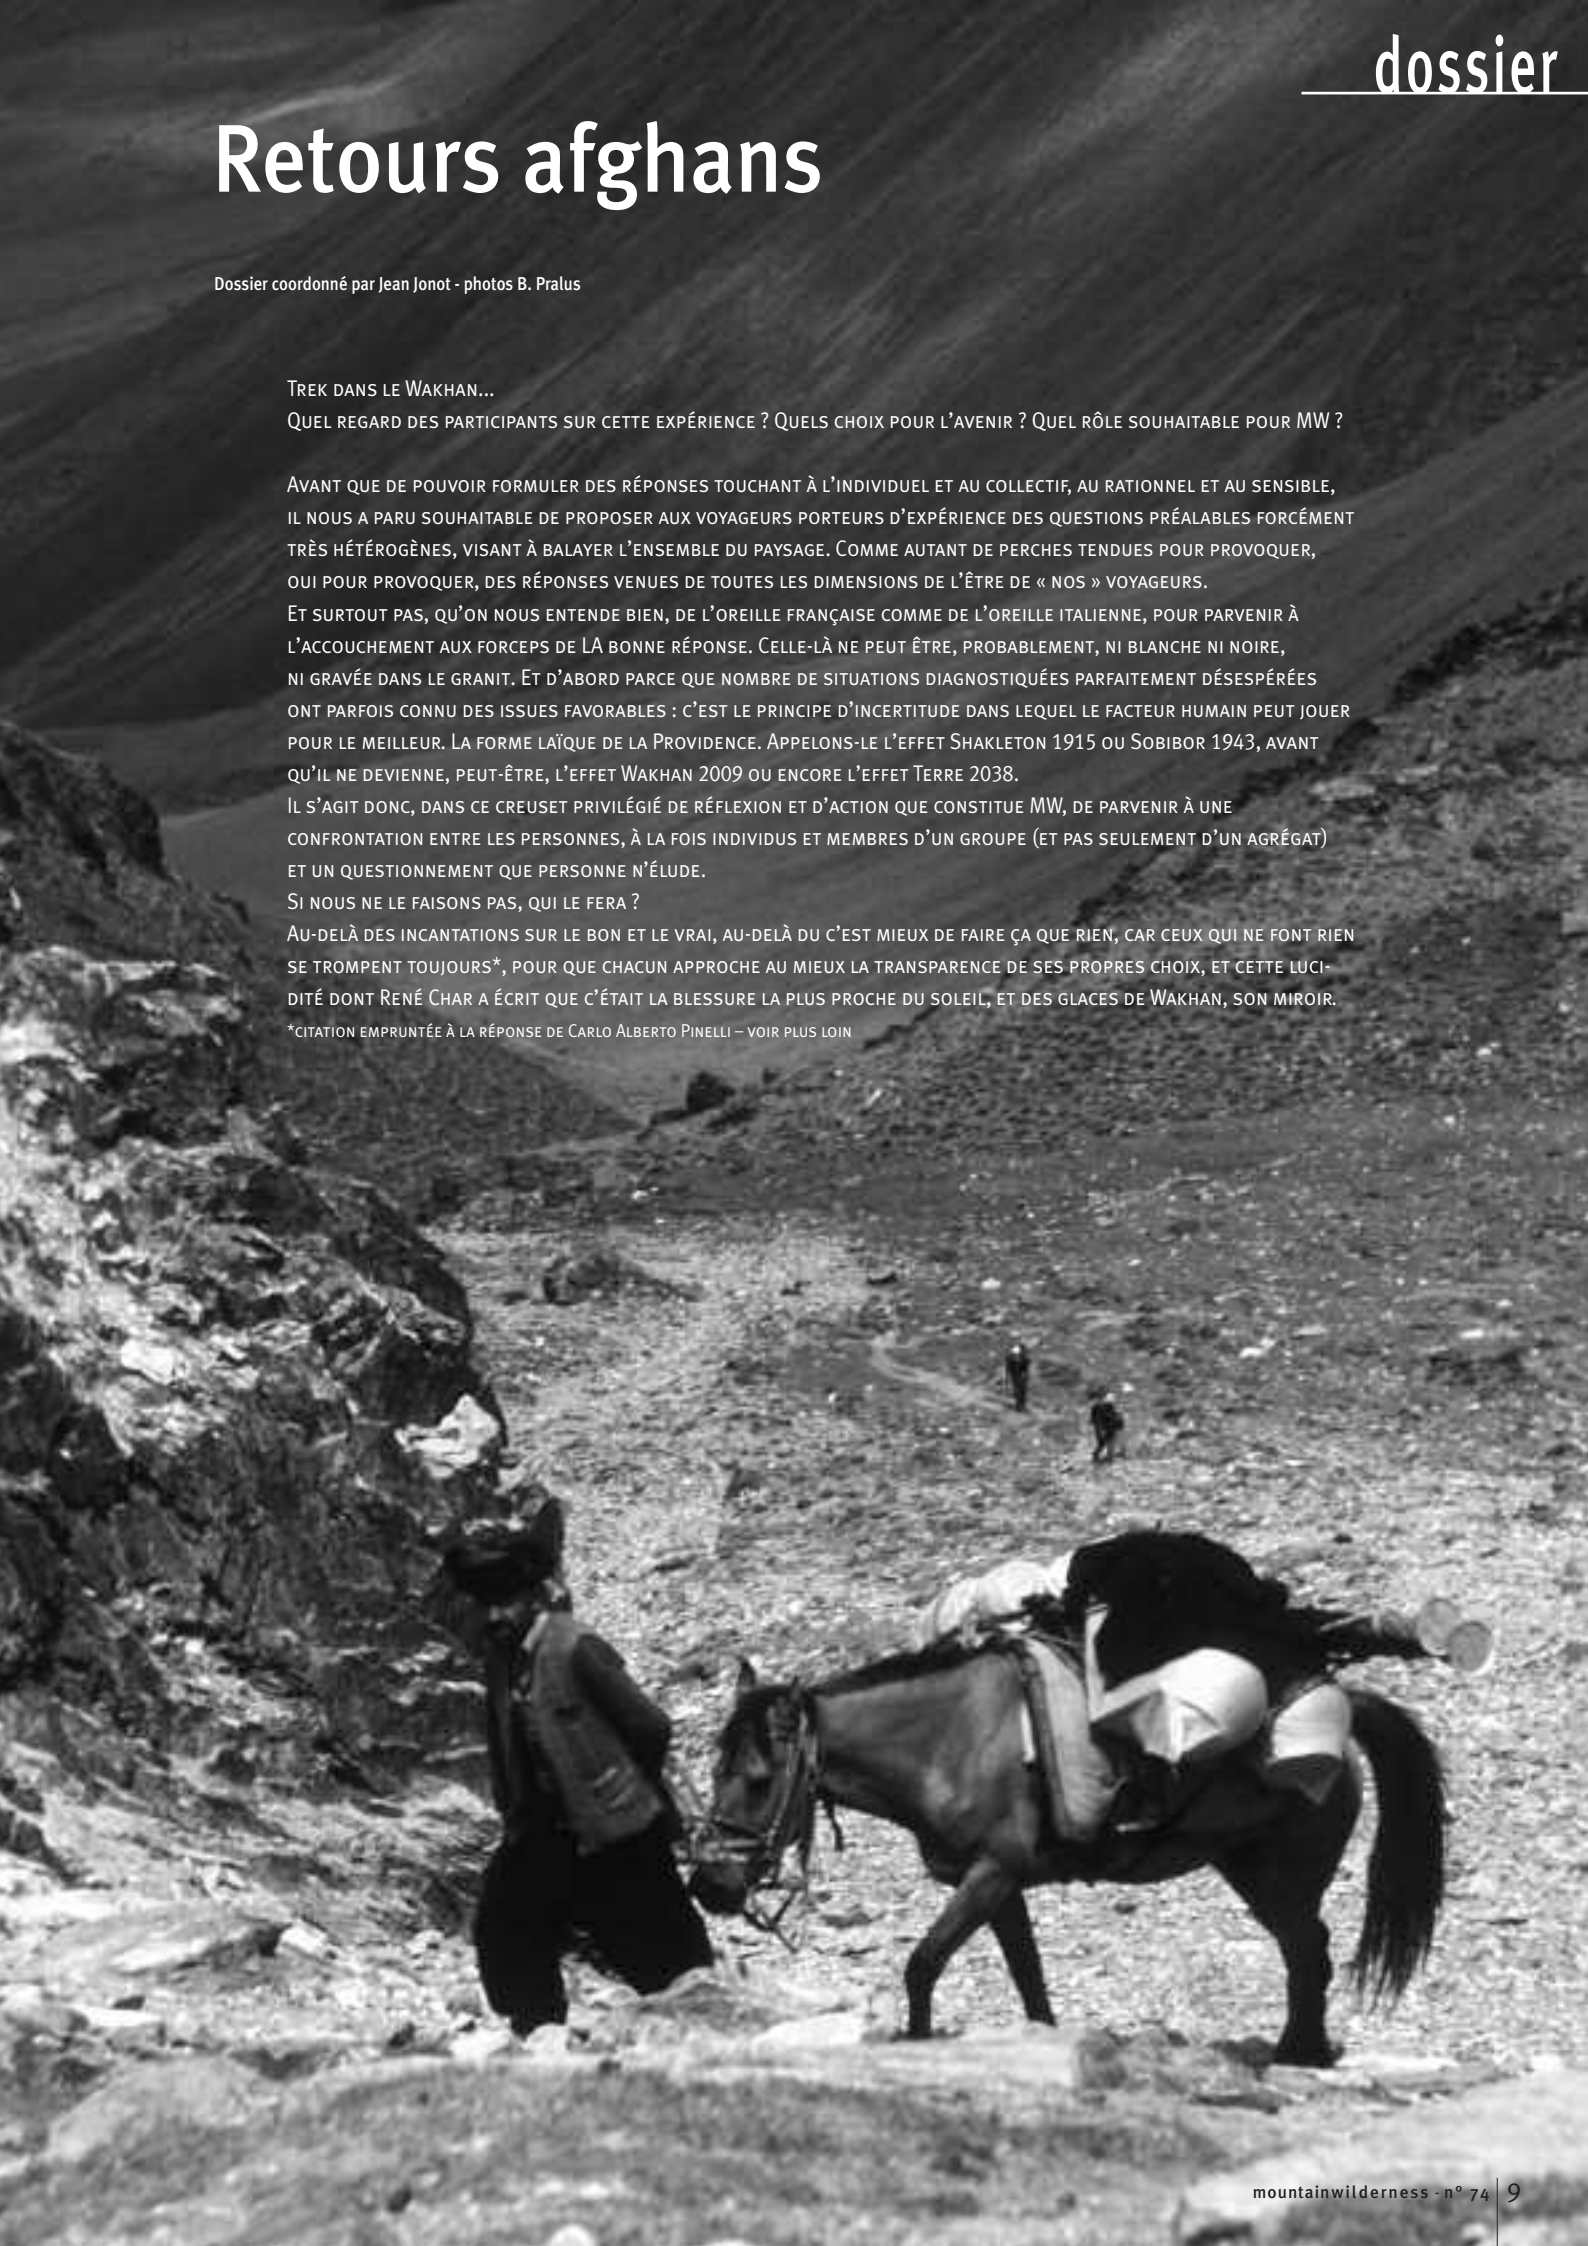 dossier
Retours afghans
Dossier coordonné par Jean Jonot - photos B. Pralus
Trek dans le Wakhan...
Quel regard des participants sur cette expérience ? Quels choix pour l’avenir ? Quel rôle souhaitable pour MW ?
Avant que de pouvoir formuler des réponses touchant à l’individuel et au collectif, au rationnel et au sensible,
il nous a paru souhaitable de proposer aux voyageurs porteurs d’expérience des questions préalables forcément
très hétérogènes, visant à balayer l’ensemble du paysage. Comme autant de perches tendues pour provoquer,
oui pour provoquer, des réponses venues de toutes les dimensions de l’être de « nos » voyageurs.
Et surtout pas, qu’on nous entende bien, de l’oreille française comme de l’oreille italienne, pour parvenir à
l’accouchement aux forceps de LA bonne réponse. Celle-là ne peut être, probablement, ni blanche ni noire,
ni gravée dans le granit. Et d’abord parce que nombre de situations diagnostiquées parfaitement désespérées
ont parfois connu des issues favorables : c’est le principe d’incertitude dans lequel le facteur humain peut jouer
pour le meilleur. La forme laïque de la Providence. Appelons-le l’effet Shakleton 1915 ou Sobibor 1943, avant
qu’il ne devienne, peut-être, l’effet Wakhan 2009 ou encore l’effet Terre 2038.
Il s’agit donc, dans ce creuset privilégié de réflexion et d’action que constitue MW, de parvenir à une
confrontation entre les personnes, à la fois individus et membres d’un groupe (et pas seulement d’un agrégat)
et un questionnement que personne n’élude.
Si nous ne le faisons pas, qui le fera ?
Au-delà des incantations sur le bon et le vrai, au-delà du c’est mieux de faire ça que rien, car ceux qui ne font rien
se trompent toujours*, pour que chacun approche au mieux la transparence de ses propres choix, et cette luci-
dité dont René Char a écrit que c’était la blessure la plus proche du soleil, et des glaces de Wakhan, son miroir.
*citation empruntée à la réponse de Carlo Alberto Pinelli – voir plus loin
mountainwilderness - n° 74 9